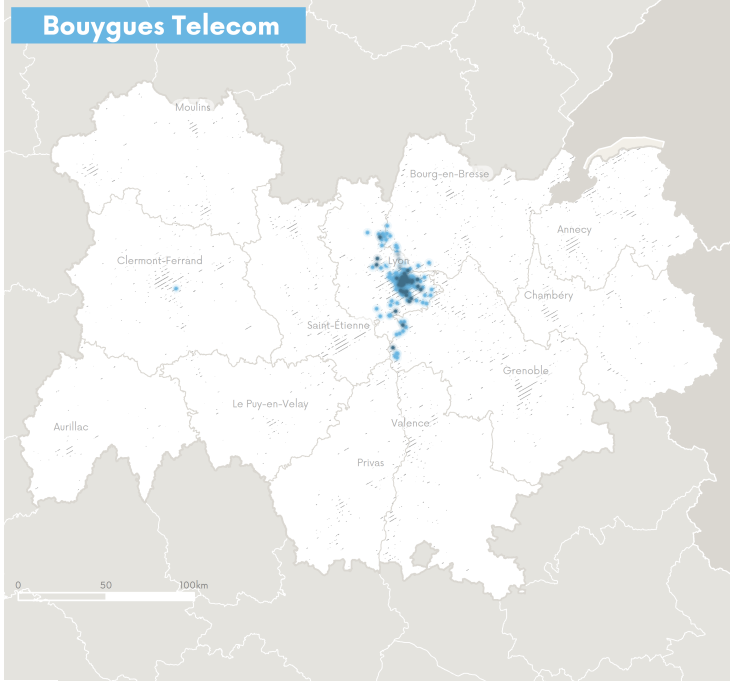 Bouygues Telecom
Moulins
Bourg-en-Bresse
Annecy
Clermont-Ferrand
Lyon
Chambéry
Saint-Étienne
Grenoble
Le Puy-en-Velay
Aurillac
Valence
Privas
0 50 100km